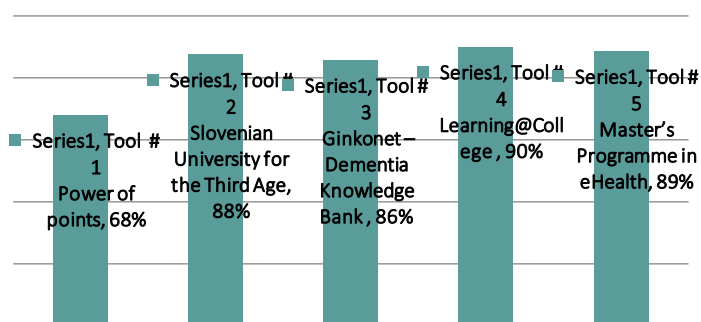 Series1, Tool #
1
Power of
points, 68%
Series1, Tool #
2
Slovenian
University for
the Third Age,
88%
Series1, Tool #
3
Ginkonet –
Dementia
Knowledge
Bank , 86%
Series1, Tool #
4
Learning@Coll
ege , 90%
Series1, Tool #
5
Master's
Programme in
eHealth, 89%